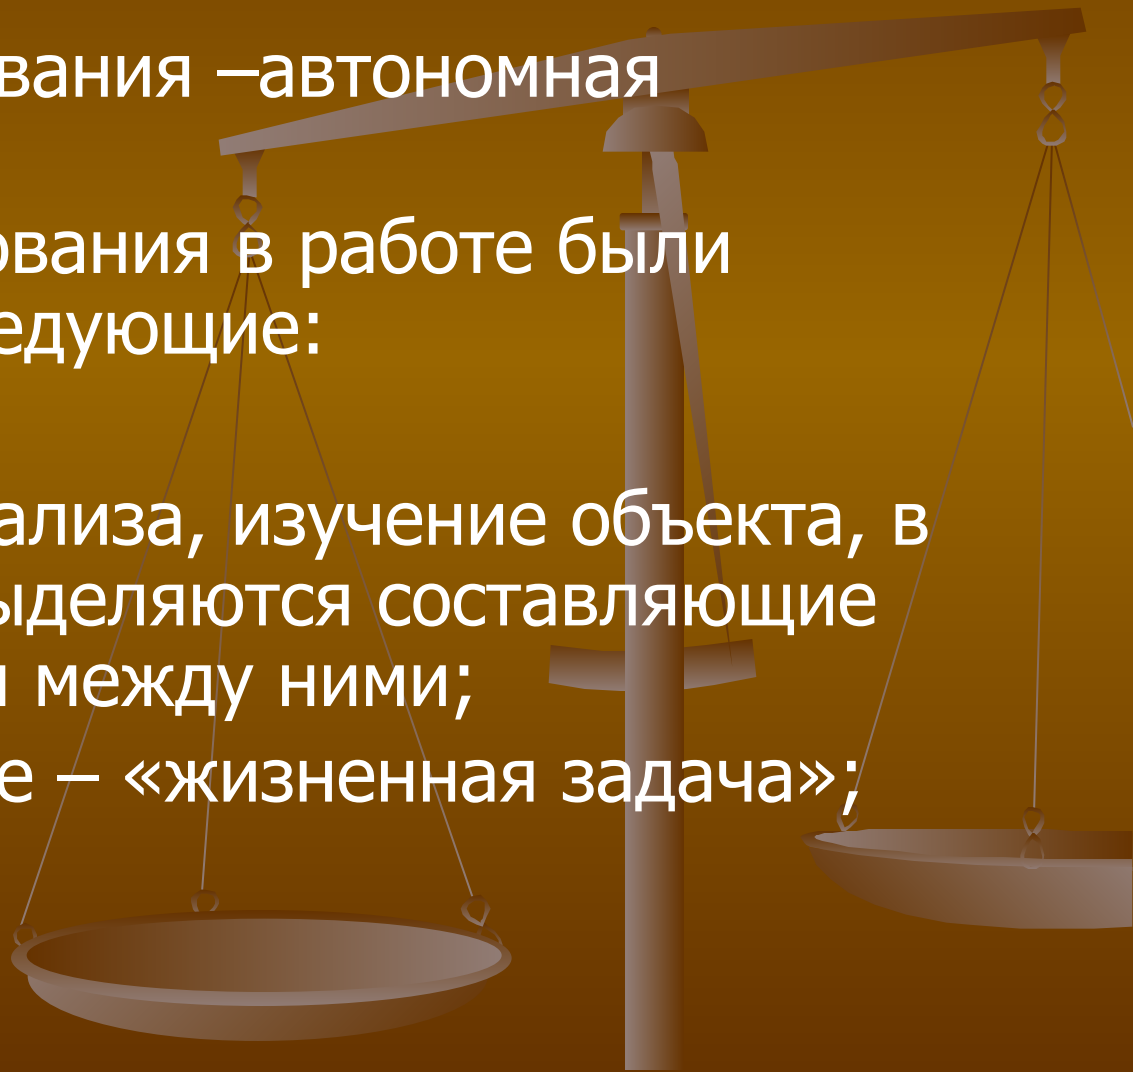 вания –автономная
ования в работе были
едующие:
ализа, изучение объекта, в
ыделяются составляющие
и между ними;
е – «жизненная задача»;